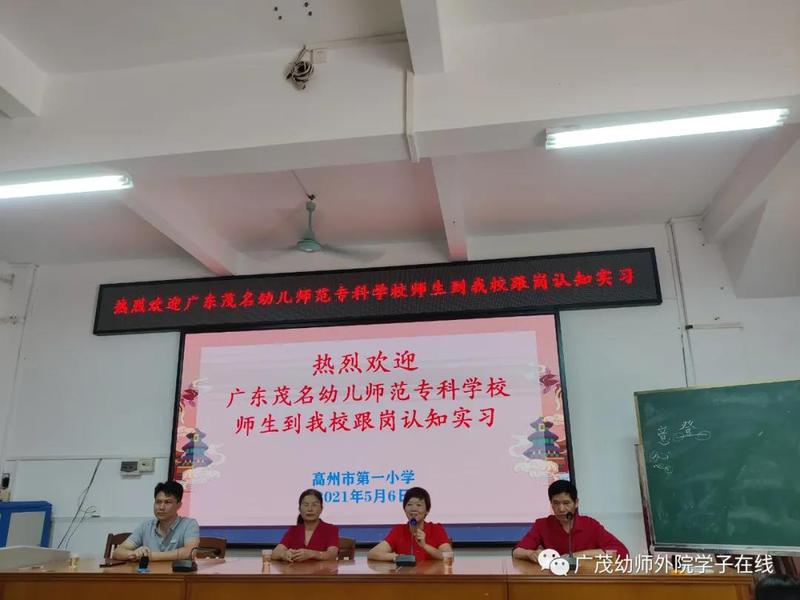 热烈欢迎广东茂名幼儿师范专科学校师生到我校跟岗认知实习
热烈欢迎
广东茂名幼儿师范专科学校
师生到我校跟岗认知实习
高州市第一小学
2021年5月6日
广茂幼师外院学子在线